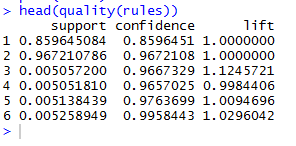 > head(quality(rules))
support confidence lift
1 0.859645084 0.8596451 1.0000000
2 0.967210786 0.9672108 1.0000000
3 0.005057200 0.9667329 1.1245721
4 0.005051810 0.9657025 0.9984406
5 0.005138439 0.9763699 1.0094696
6 0.005258949 0.9958443 1.0296042
>